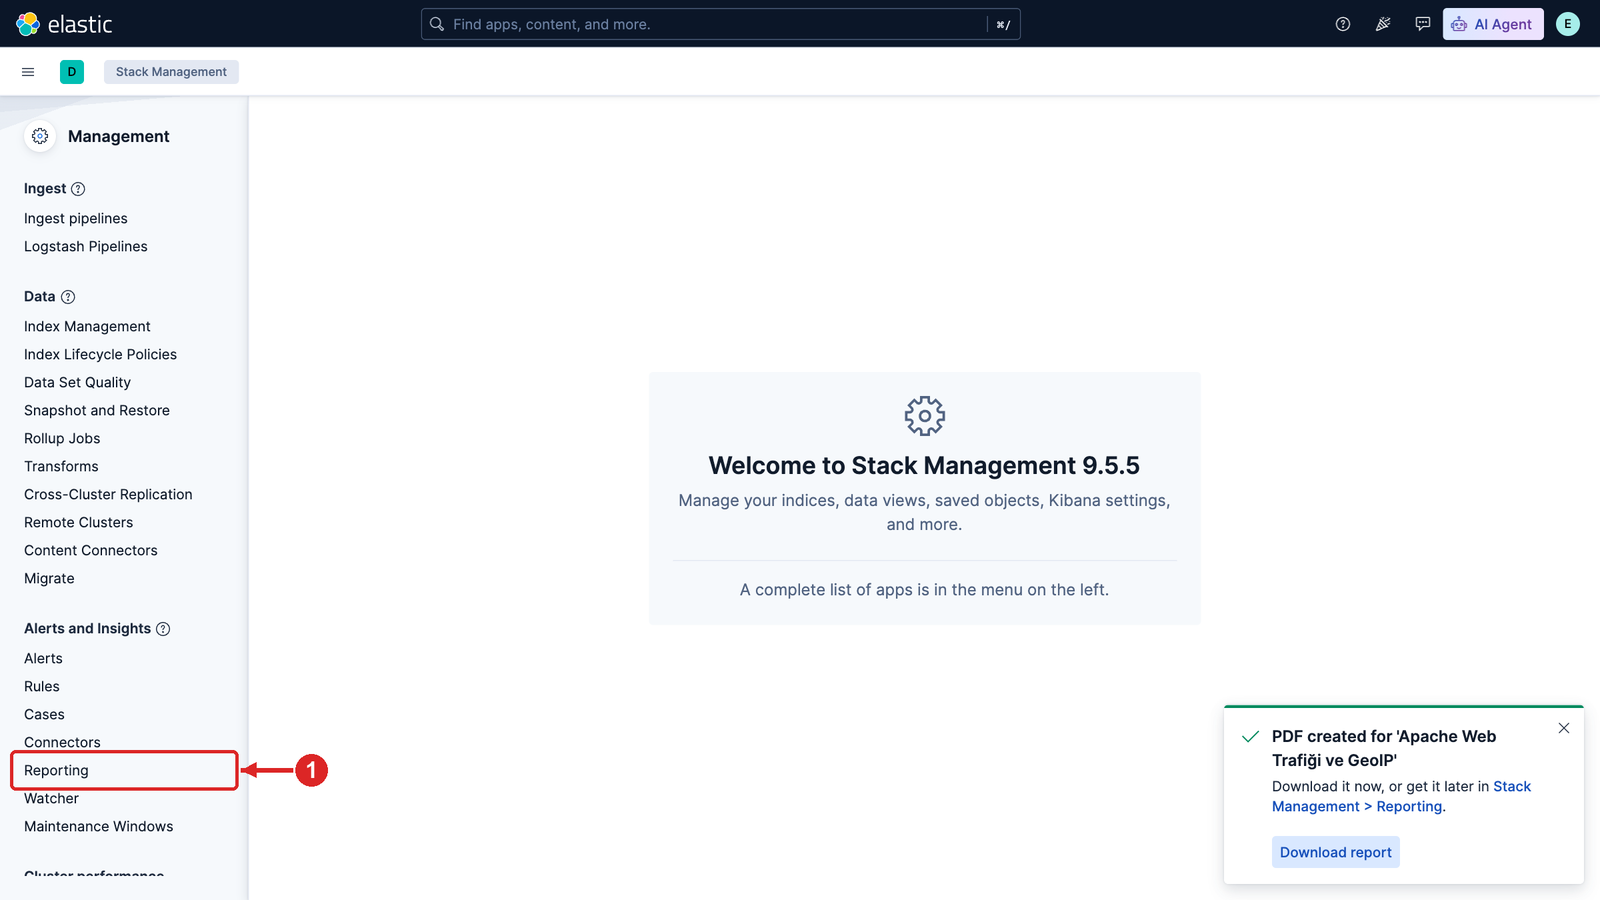 elastic
Find apps, content, and more.
⌘/
AI Agent
E
D
Stack Management
Management
Ingest
Ingest pipelines
Logstash Pipelines
Data
Index Management
Index Lifecycle Policies
Data Set Quality
Snapshot and Restore
Rollup Jobs
Transforms
Cross-Cluster Replication
Remote Clusters
Content Connectors
Migrate
Alerts and Insights
Alerts
Rules
Cases
Connectors
Reporting
1
Watcher
Maintenance Windows
Cluster performance
Welcome to Stack Management 9.5.5
Manage your indices, data views, saved objects, Kibana settings,
and more.
A complete list of apps is in the menu on the left.
PDF created for 'Apache Web
Trafiği ve GeoIP'
Download it now, or get it later in Stack
Management > Reporting.
Download report